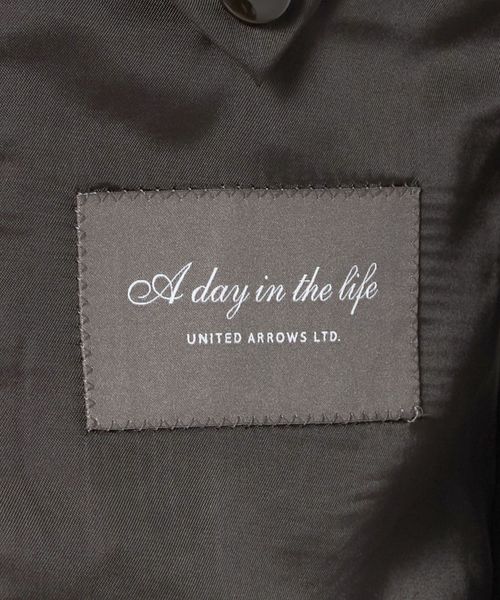 A day in the life
UNITED ARROWS LTD.